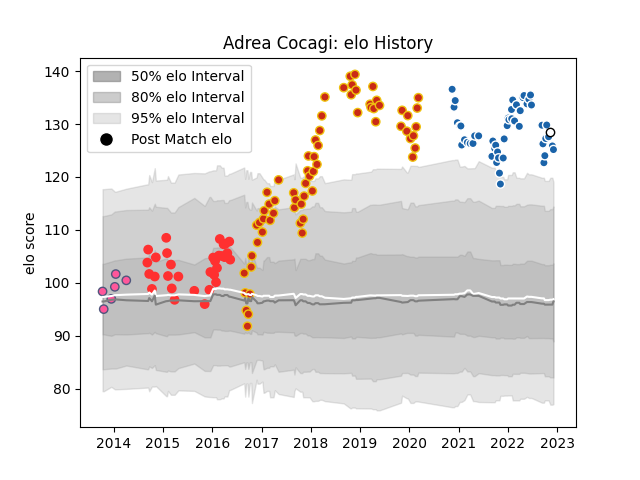 Adrea Cocagi: elo History
50% elo Interval
80% elo Interval
95% elo Interval
Post Match elo
elo score
140
130
120
110
100
90
80
2014 2015 2016 2017 2018 2019 2020 2021 2022 2023